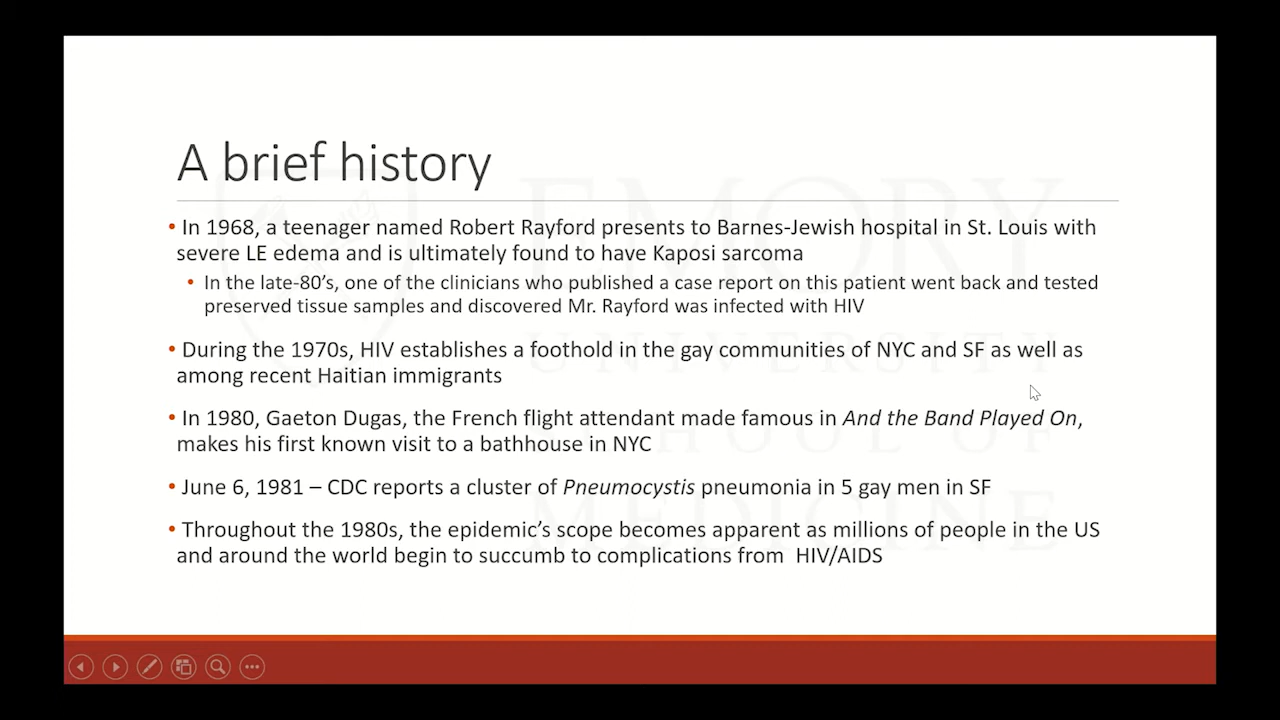 A brief history
• In 1968, a teenager named Robert Rayford presents to Barnes-Jewish hospital in St. Louis with
severe LE edema and is ultimately found to have Kaposi sarcoma
• In the late-80's, one of the clinicians who published a case report on this patient went back and tested
preserved tissue samples and discovered Mr. Rayford was infected with HIV
• During the 1970s, HIV establishes a foothold in the gay communities of NYC and SF as well as
among recent Haitian immigrants
• In 1980, Gaeton Dugas, the French flight attendant made famous in And the Band Played On,
makes his first known visit to a bathhouse in NYC
• June 6, 1981 – CDC reports a cluster of Pneumocystis pneumonia in 5 gay men in SF
• Throughout the 1980s, the epidemic's scope becomes apparent as millions of people in the US
and around the world begin to succumb to complications from  HIV/AIDS
EMORY
UNIVERSITY
SCHOOL OF
MEDICINE